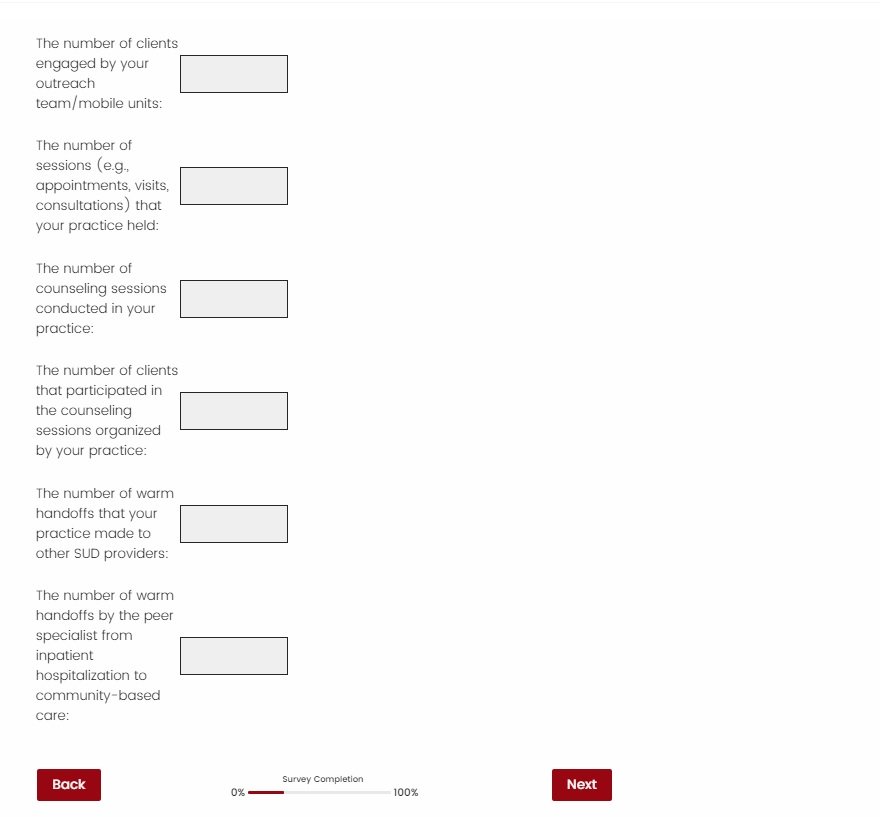 The number of clients
engaged by your
outreach
team/mobile units:
The number of
sessions (e.g.,
appointments, visits,
consultations) that
your practice held:
The number of
counseling sessions
conducted in your
practice:
The number of clients
that participated in
the counseling
sessions organized
by your practice:
The number of warm
handoffs that your
practice made to
other SUD providers:
The number of warm
handoffs by the peer
specialist from
inpatient
hospitalization to
community-based
care:
Back
Survey Completion
0% 100%
Next